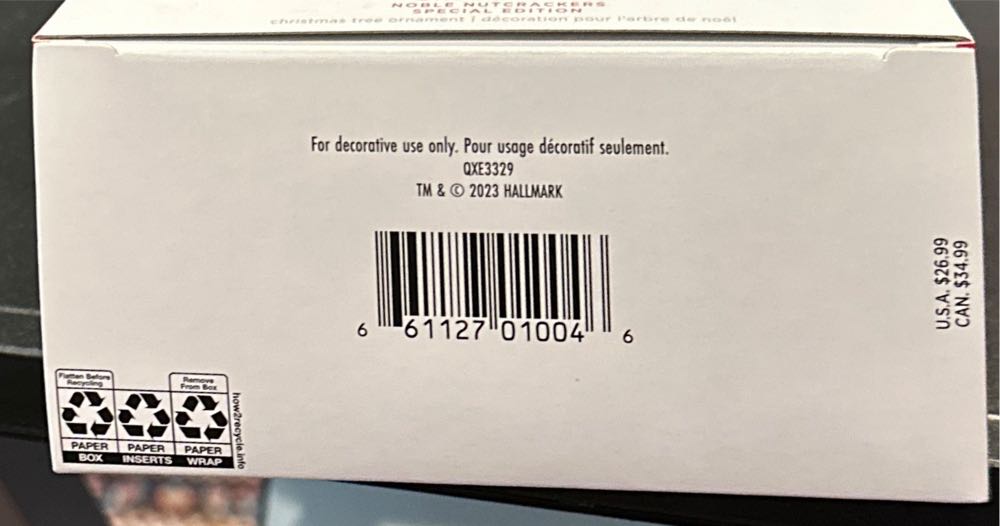 NOBLE NUTCRACKERS
SPECIAL EDITION
christmas tree ornament / décoration pour l'arbre de noël
For decorative use only. Pour usage décoratif seulement.
QXE3329
TM & © 2023 HALLMARK
6 61127 01004 6
U.S.A. $26.99
CAN. $34.99
Flatten Before
Recycling
Remove
From Box
PAPER PAPER PAPER
BOX INSERTS WRAP
how2recycle.info